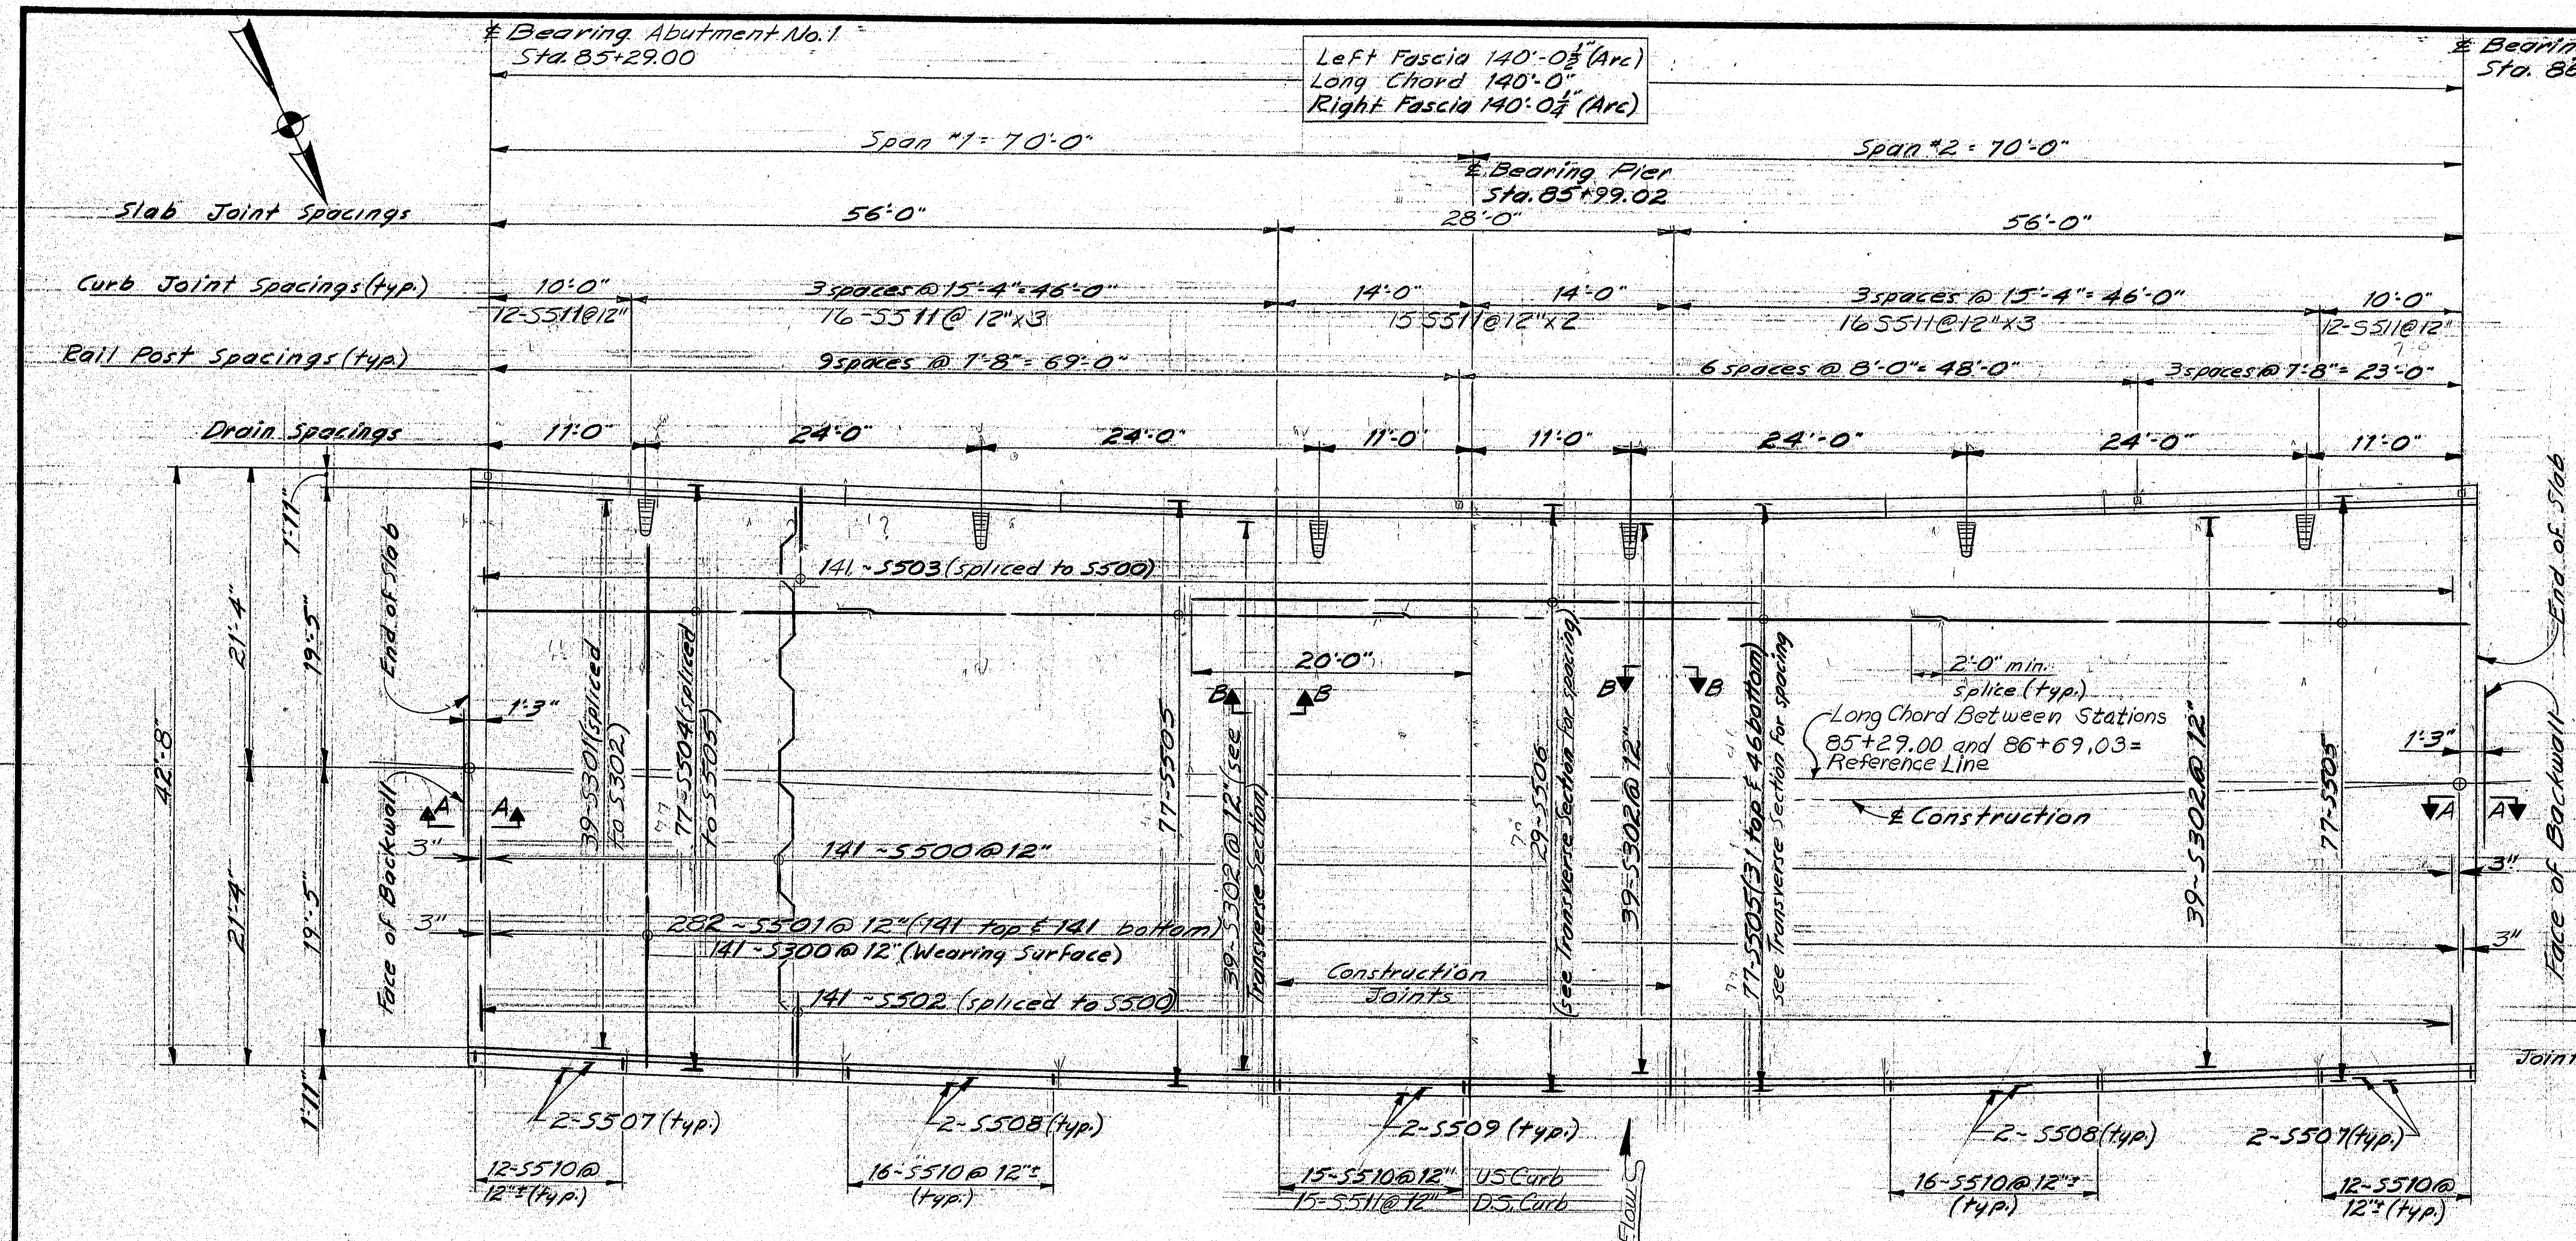 ℄ Bearing Abutment No.1
Sta. 85+29.00
Left Fascia 140'-0½" (Arc)
Long Chord 140'-0"
Right Fascia 140'-0¼" (Arc)
℄ Bearin
Sta. 86
Span #1 = 70'-0"
Span #2 = 70'-0"
℄ Bearing Pier
Sta. 85+99.02
Slab Joint Spacings
56'-0"
28'-0"
56'-0"
Curb Joint Spacings (typ.)
10'-0"
3 spaces @ 15'-4" = 46'-0"
14'-0"
14'-0"
3 spaces @ 15'-4" = 46'-0"
10'-0"
12-S511@12"
16-S511@12"x3
15 S511@12"x2
16 S511@12"x3
12-S511@12"
Rail Post Spacings (typ.)
9 spaces @ 7'-8" = 69'-0"
6 spaces @ 8'-0" = 48'-0"
3 spaces @ 7'-8" = 23'-0"
Drain Spacings
11'-0"
24'-0"
24'-0"
11'-0"
11'-0"
24'-0"
24'-0"
11'-0"
1'-11"
42'-8"
21'-4"
19'-5"
21'-4"
19'-5"
1'-11"
End of Slab
Face of Backwall
1'-3"
A
A
3"
3"
141~S503 (spliced to S500)
39-S301 (spliced
to S302)
77-S504 (spliced
to S505)
77-S505
20'-0"
B
B
B
B
39-S302 @ 12" (see
Transverse Section)
29-S506
(see Transverse Section for spacing)
39-S302 @ 12"
77-S505 (31 top & 46 bottom)
see Transverse Section for spacing
2'-0" min.
splice (typ.)
Long Chord Between Stations
85+29.00 and 86+69.03 =
Reference Line
℄ Construction
39~S302 @ 12"
77-S505
1'-3"
A
A
3"
3"
End of Slab
Face of Backwall
141~S500 @ 12"
282~S501 @ 12" (141 top & 141 bottom)
141~S300 @ 12" (Wearing Surface)
141~S502 (spliced to S500)
Construction
Joints
Joint
2-S507 (typ.)
2-S508 (typ.)
2-S509 (typ.)
2-S508 (typ.)
2-S507 (typ.)
12-S510 @
12"± (typ.)
16-S510 @ 12"±
(typ.)
15-S510@12" US Curb
15-S511@12" D.S. Curb
Flow
16-S510 @ 12"±
(typ.)
12-S510 @
12"± (typ.)